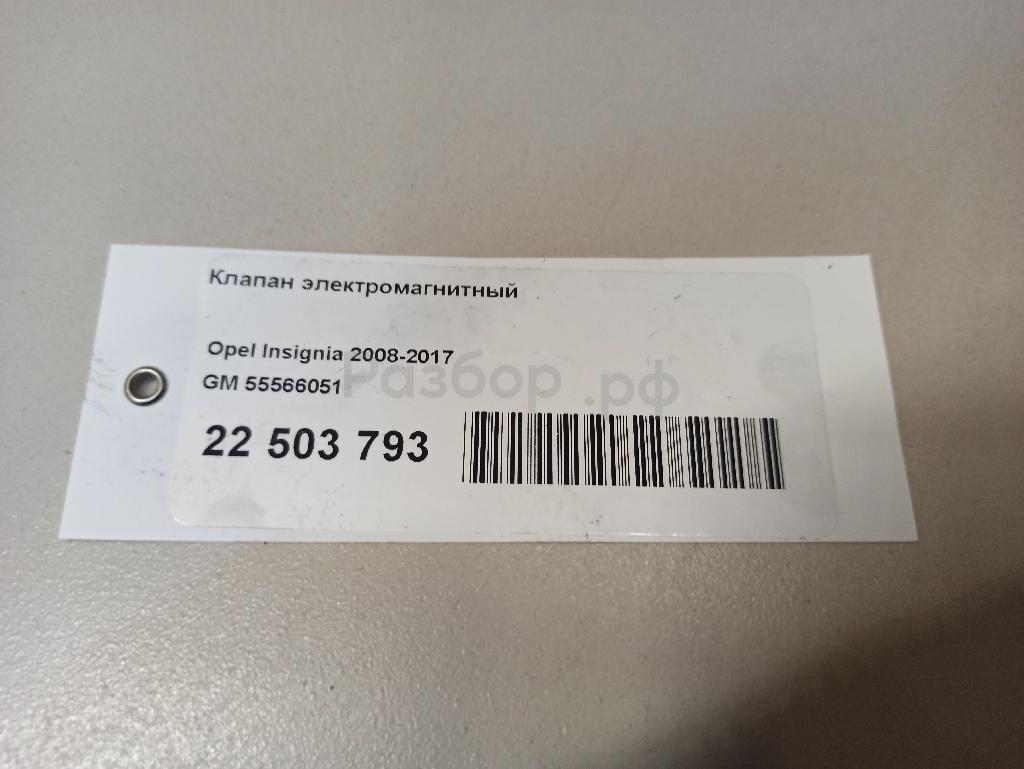 Клапан электромагнитный
Opel Insignia 2008-2017
GM 55566051
Разбор.рф
22 503 793